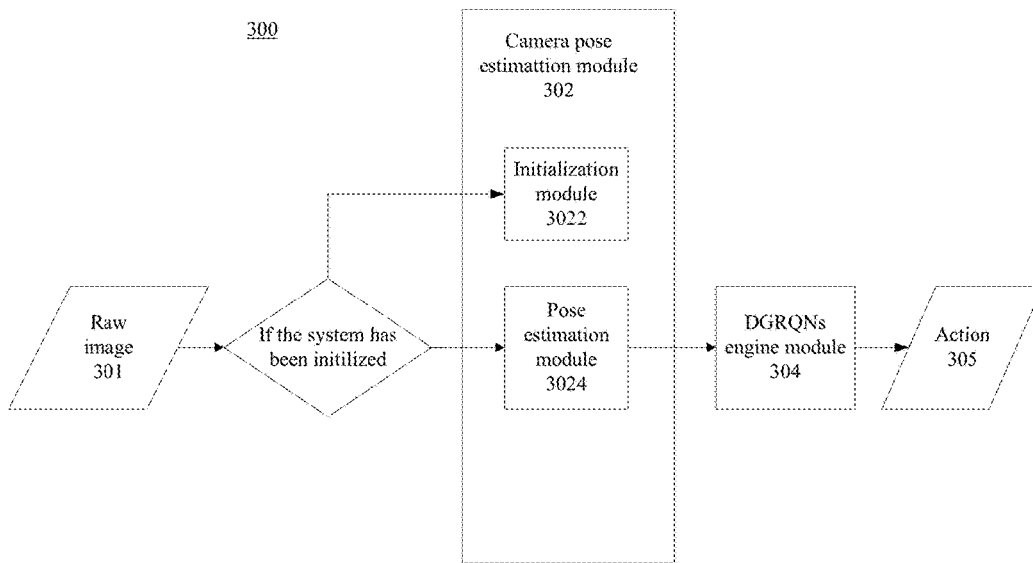 300
Camera pose
estimattion module
302
Initialization
module
3022
Raw
image
301
If the system has
been initilized
Pose
estimation
module
3024
DGRQNs
engine module
304
Action
305